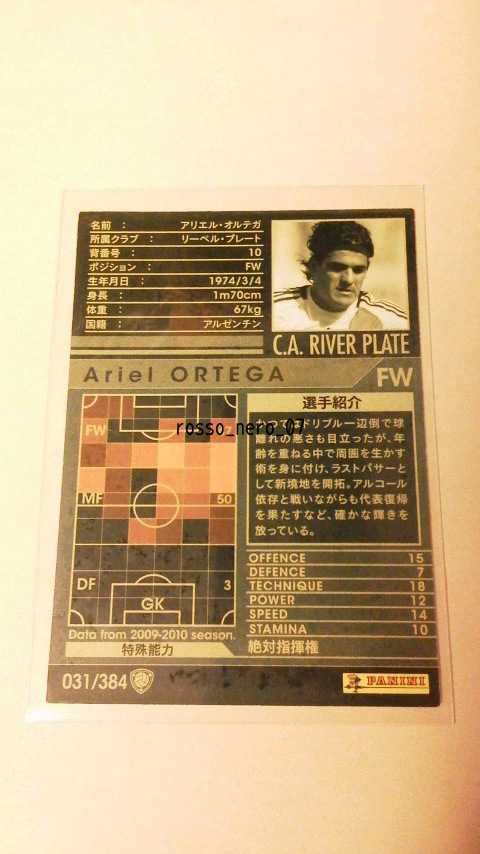 名前 : アリエル・オルテガ
所属クラブ : リーベル・プレート
背番号 : 10
ポジション : FW
生年月日 : 1974/3/4
身長 : 1m70cm
体重 : 67kg
国籍 : アルゼンチン
C.A. RIVER PLATE
Ariel ORTEGA
FW
FW
MF 50
DF 3
GK
Data from 2009-2010 season.
rosso_nero_07
選手紹介
かつてはドリブル一辺倒で球
離れの悪さも目立ったが、年
齢を重ねる中で周囲を生かす
術を身に付け、ラストパサーと
して新境地を開拓。アルコール
依存と戦いながらも代表復帰
を果たすなど、確かな輝きを
放っている。
OFFENCE 15
DEFENCE 7
TECHNIQUE 18
POWER 12
SPEED 14
STAMINA 10
特殊能力 絶対指揮権
031/384
PANINI